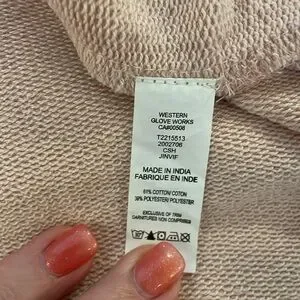 WESTERN
GLOVE WORKS
CA#00508
T2215513
2002706
CSH
JINVIF
MADE IN INDIA
FABRIQUE EN INDE
61% COTTON/ COTON
39% POLYESTER/ POLYESTER
EXCLUSIVE OF TRIM
GARNITURES NON COMPRISES